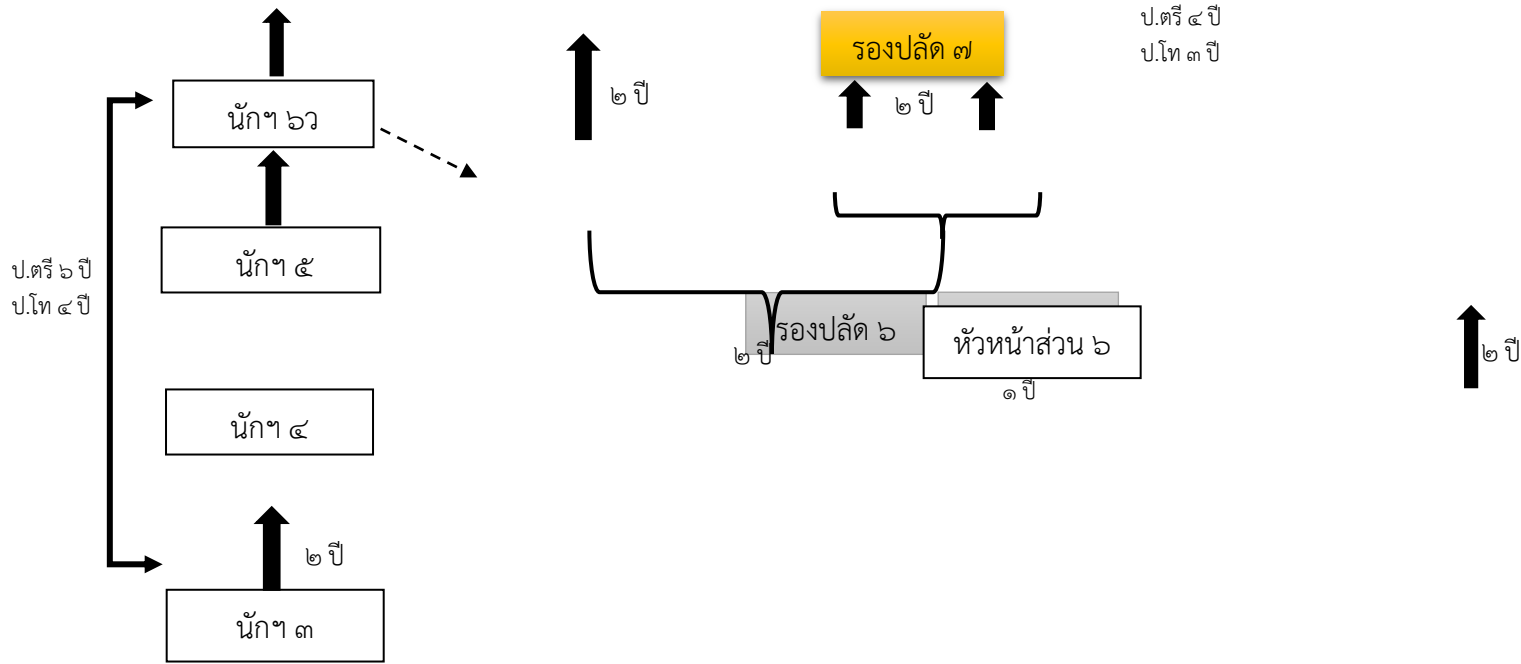 ป.ตรี ๔ ปี
ป.โท ๓ ปี
รองปลัด ๗
๒ ปี
๒ ปี
นักฯ ๖ว
นักฯ ๕
ป.ตรี ๖ ปี
ป.โท ๔ ปี
รองปลัด ๖
หัวหน้าส่วน ๖
๒ ปี
๒ ปี
๑ ปี
นักฯ ๔
๒ ปี
นักฯ ๓